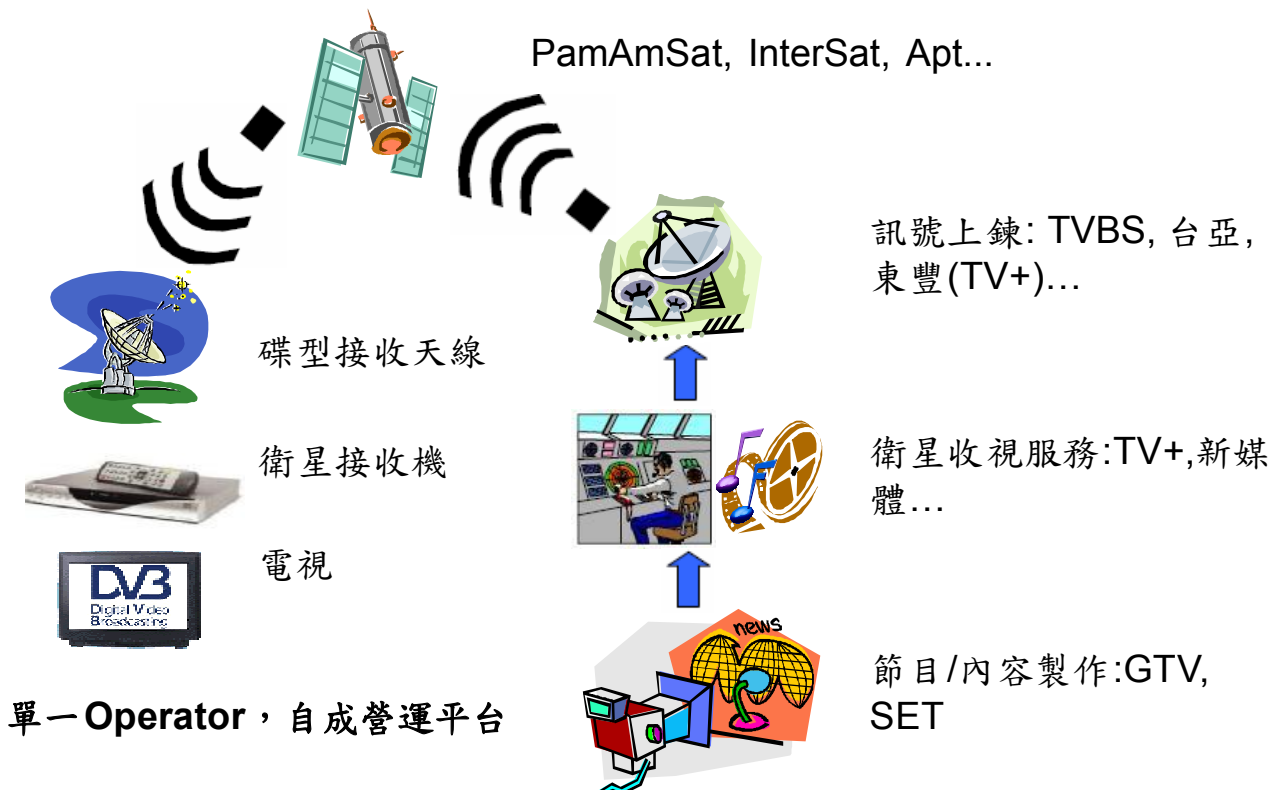 PamAmSat, InterSat, Apt...
訊號上鍊: TVBS, 台亞,
東豐(TV+)…
碟型接收天線
衛星收視服務:TV+,新媒
體…
衛星接收機
電視
DVB
Digital Video
Broadcasting
news
節目/內容製作:GTV,
SET
單一Operator，自成營運平台